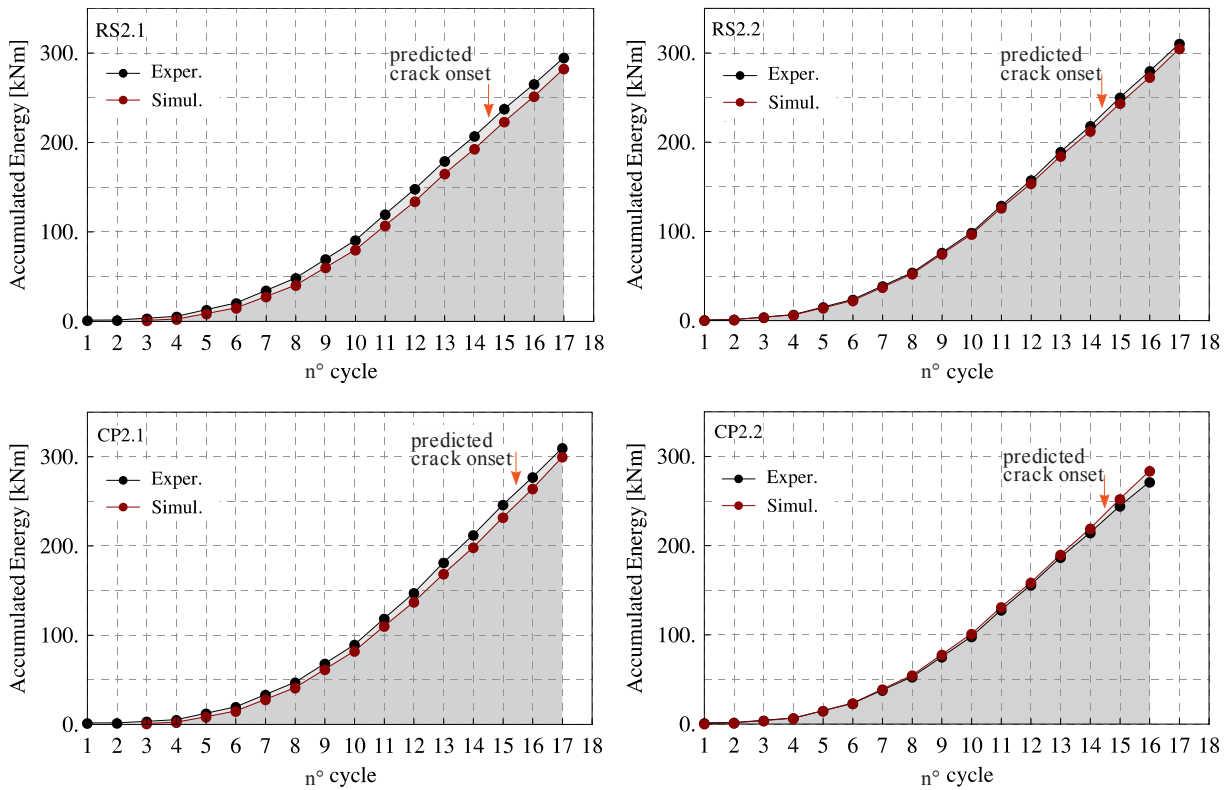 RS2.1
Accumulated Energy [kNm]
300.
200.
100.
0.
Exper.
Simul.
predicted
crack onset
1 2 3 4 5 6 7 8 9 10 11 12 13 14 15 16 17 18
n° cycle
RS2.2
Accumulated Energy [kNm]
300.
200.
100.
0.
Exper.
Simul.
predicted
crack onset
1 2 3 4 5 6 7 8 9 10 11 12 13 14 15 16 17 18
n° cycle
CP2.1
Accumulated Energy [kNm]
300.
200.
100.
0.
Exper.
Simul.
predicted
crack onset
1 2 3 4 5 6 7 8 9 10 11 12 13 14 15 16 17 18
n° cycle
CP2.2
Accumulated Energy [kNm]
300.
200.
100.
0.
Exper.
Simul.
predicted
crack onset
1 2 3 4 5 6 7 8 9 10 11 12 13 14 15 16 17 18
n° cycle